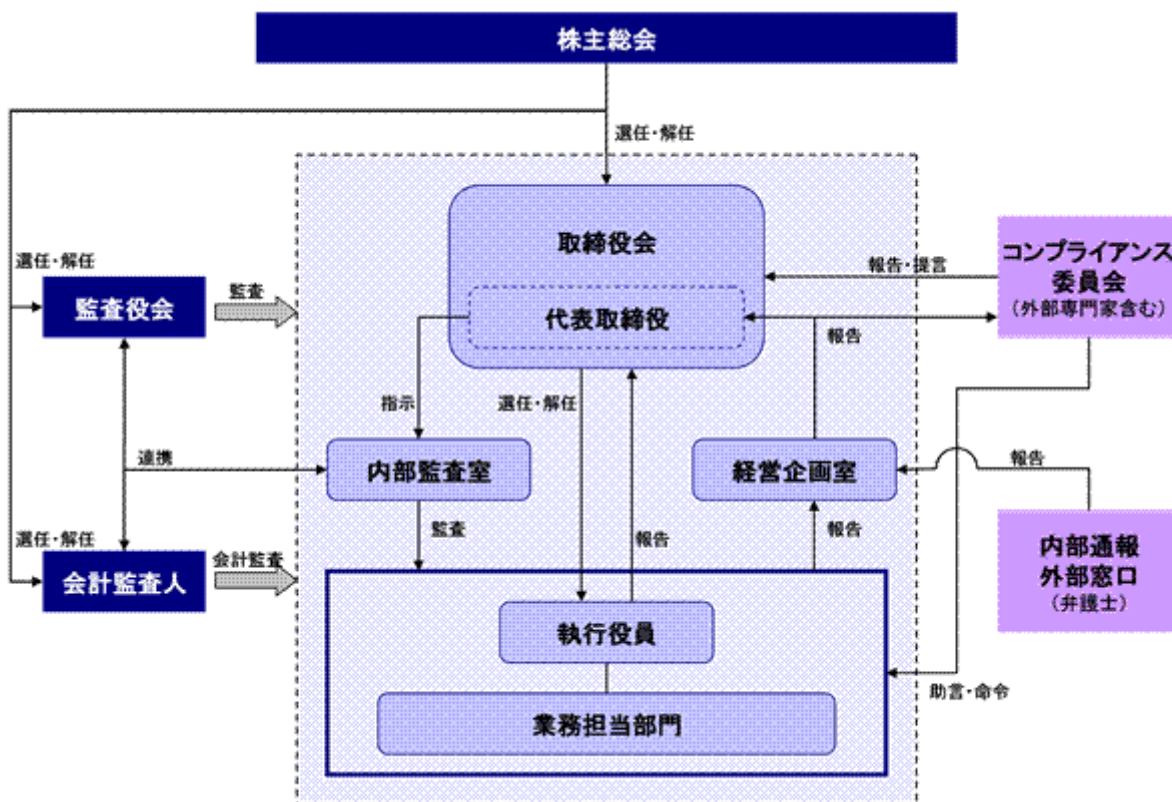 株主総会
選任・解任
取締役会
選任・解任
監査役会
監査
代表取締役
報告・提言
コンプライアンス
委員会
(外部専門家含む)
報告
指示
選任・解任
連携
内部監査室
経営企画室
報告
監査
報告
報告
選任・解任
会計監査人
会計監査
内部通報
外部窓口
(弁護士)
執行役員
助言・命令
業務担当部門